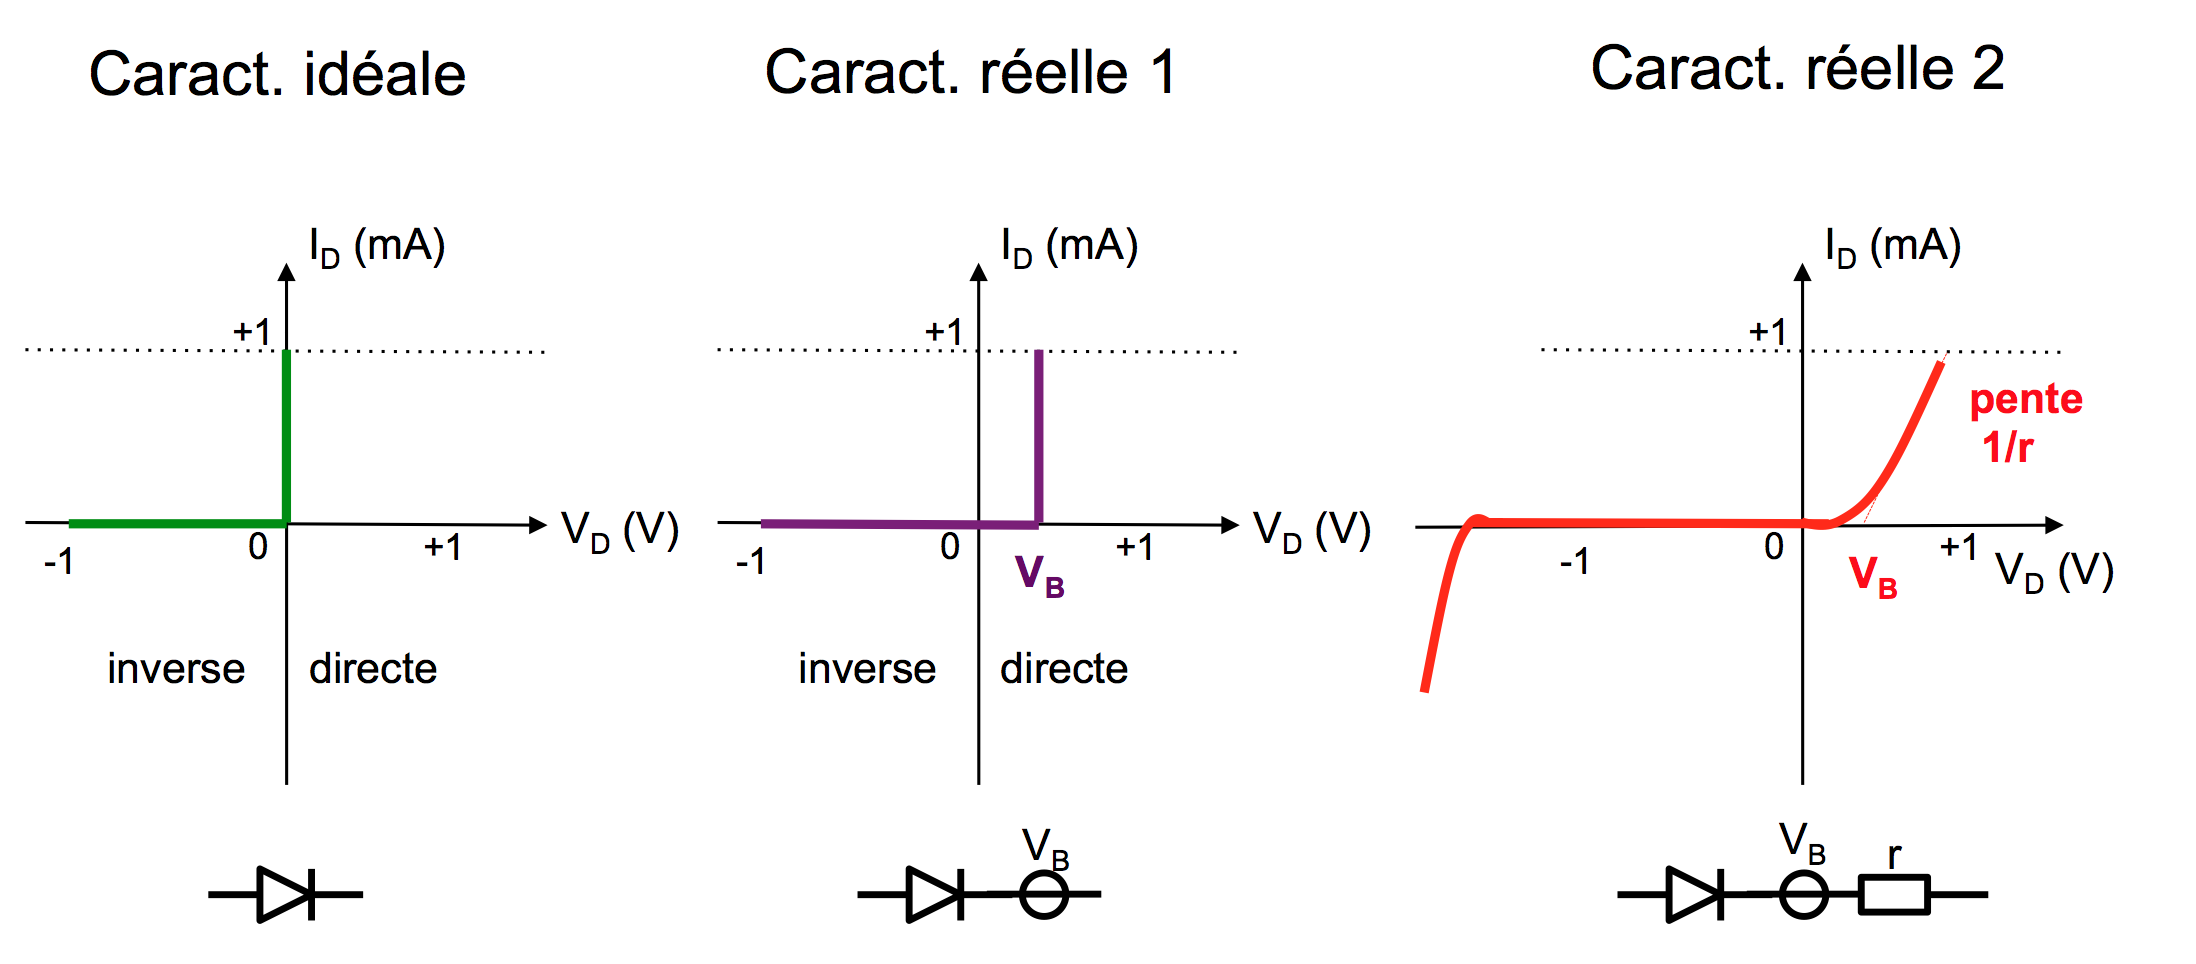 Caract. idéale
I_D (mA)
+1
V_D (V)
0
+1
-1
inverse
directe
Caract. réelle 1
I_D (mA)
+1
V_D (V)
0
+1
-1
V_B
inverse
directe
V_B
Caract. réelle 2
I_D (mA)
+1
pente
1/r
-1
0
+1
V_B
V_D (V)
V_B
r